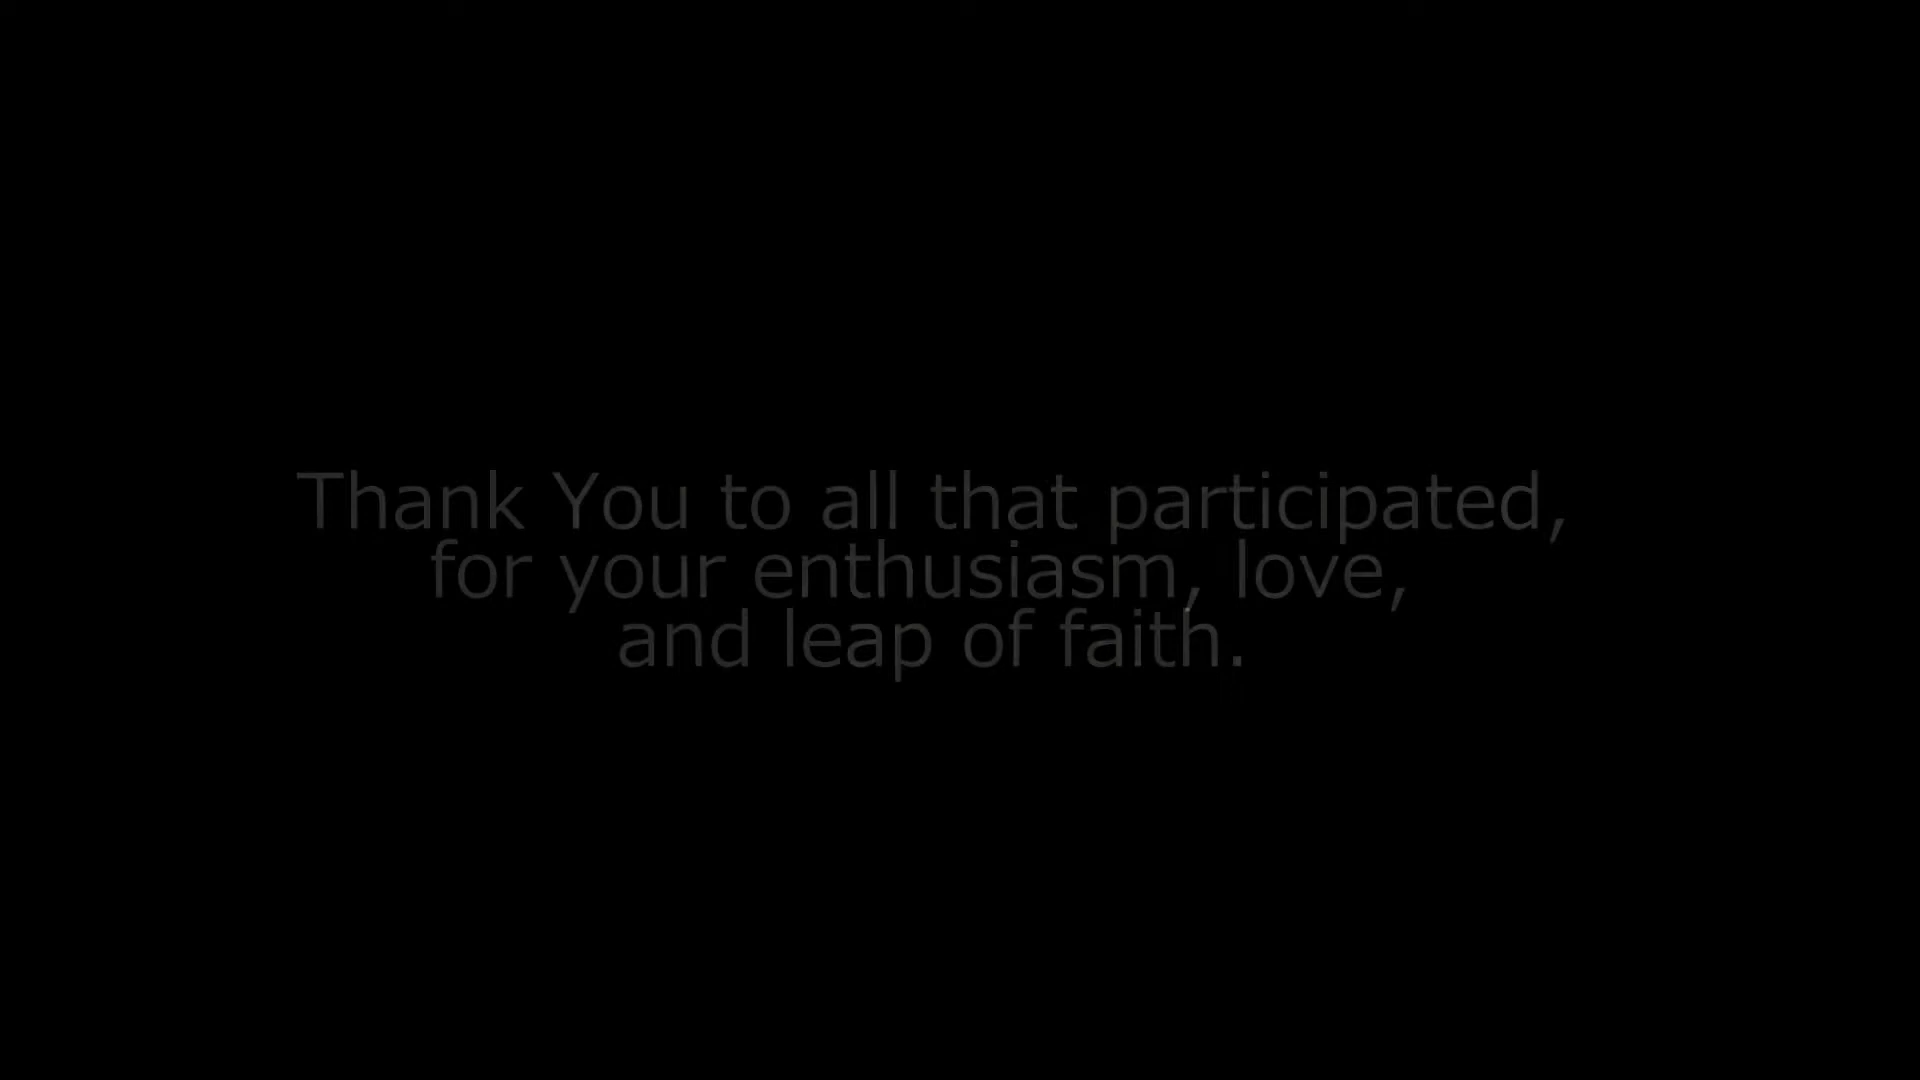 Thank You to all that participated,
for your enthusiasm, love,
and leap of faith.